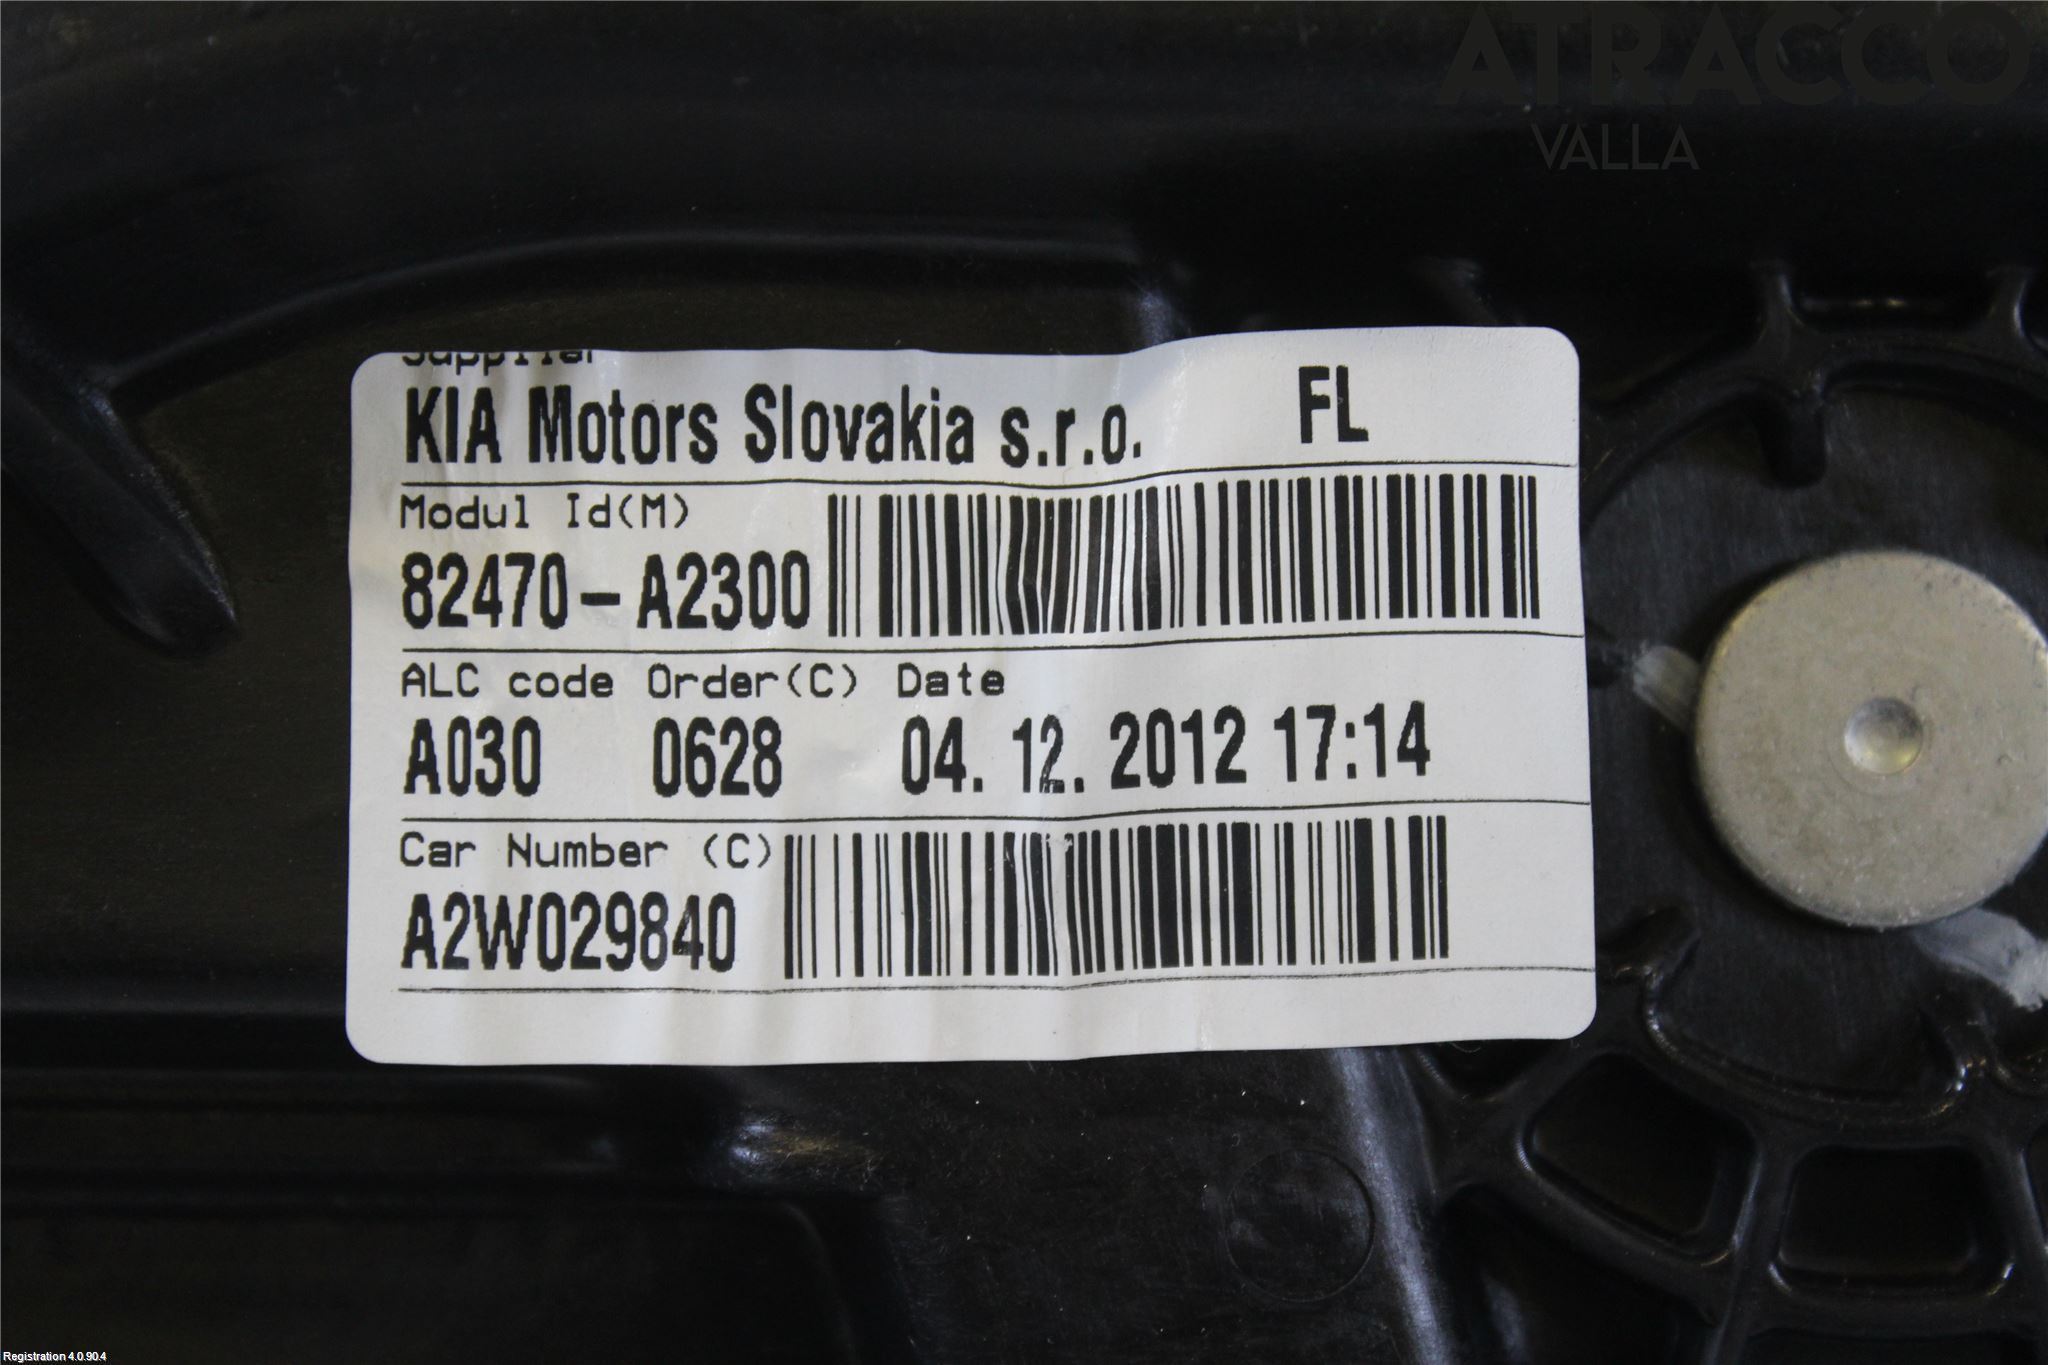 ATRACCO
VALLA
Supplier
KIA Motors Slovakia s.r.o. FL
Modul Id(M)
82470-A2300
ALC code Order(C) Date
A030 0628 04. 12. 2012 17:14
Car Number (C)
A2W029840
Registration 4.0.90.4